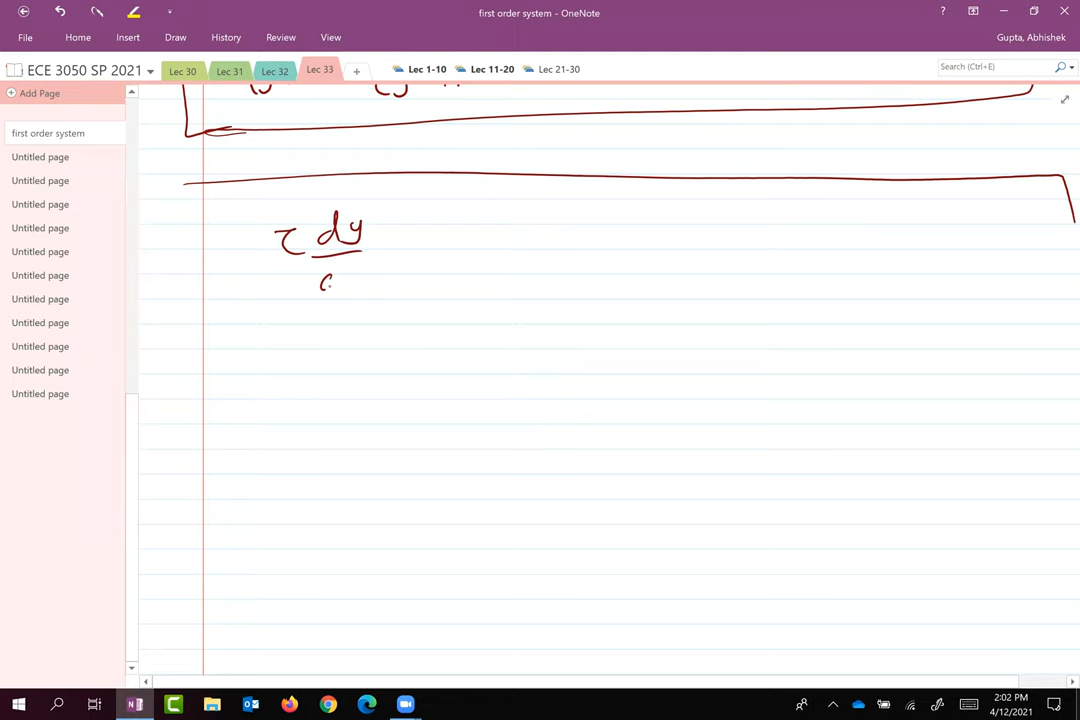 first order system - OneNote
?
File Home Insert Draw History Review View Gupta, Abhishek
ECE 3050 SP 2021 Lec 30 Lec 31 Lec 32 Lec 33 + Lec 1-10 Lec 11-20 Lec 21-30 Search (Ctrl+E)
Add Page
first order system
Untitled page
Untitled page
Untitled page
Untitled page
Untitled page
Untitled page
Untitled page
Untitled page
Untitled page
Untitled page
Untitled page
τ dy
2:02 PM
4/12/2021